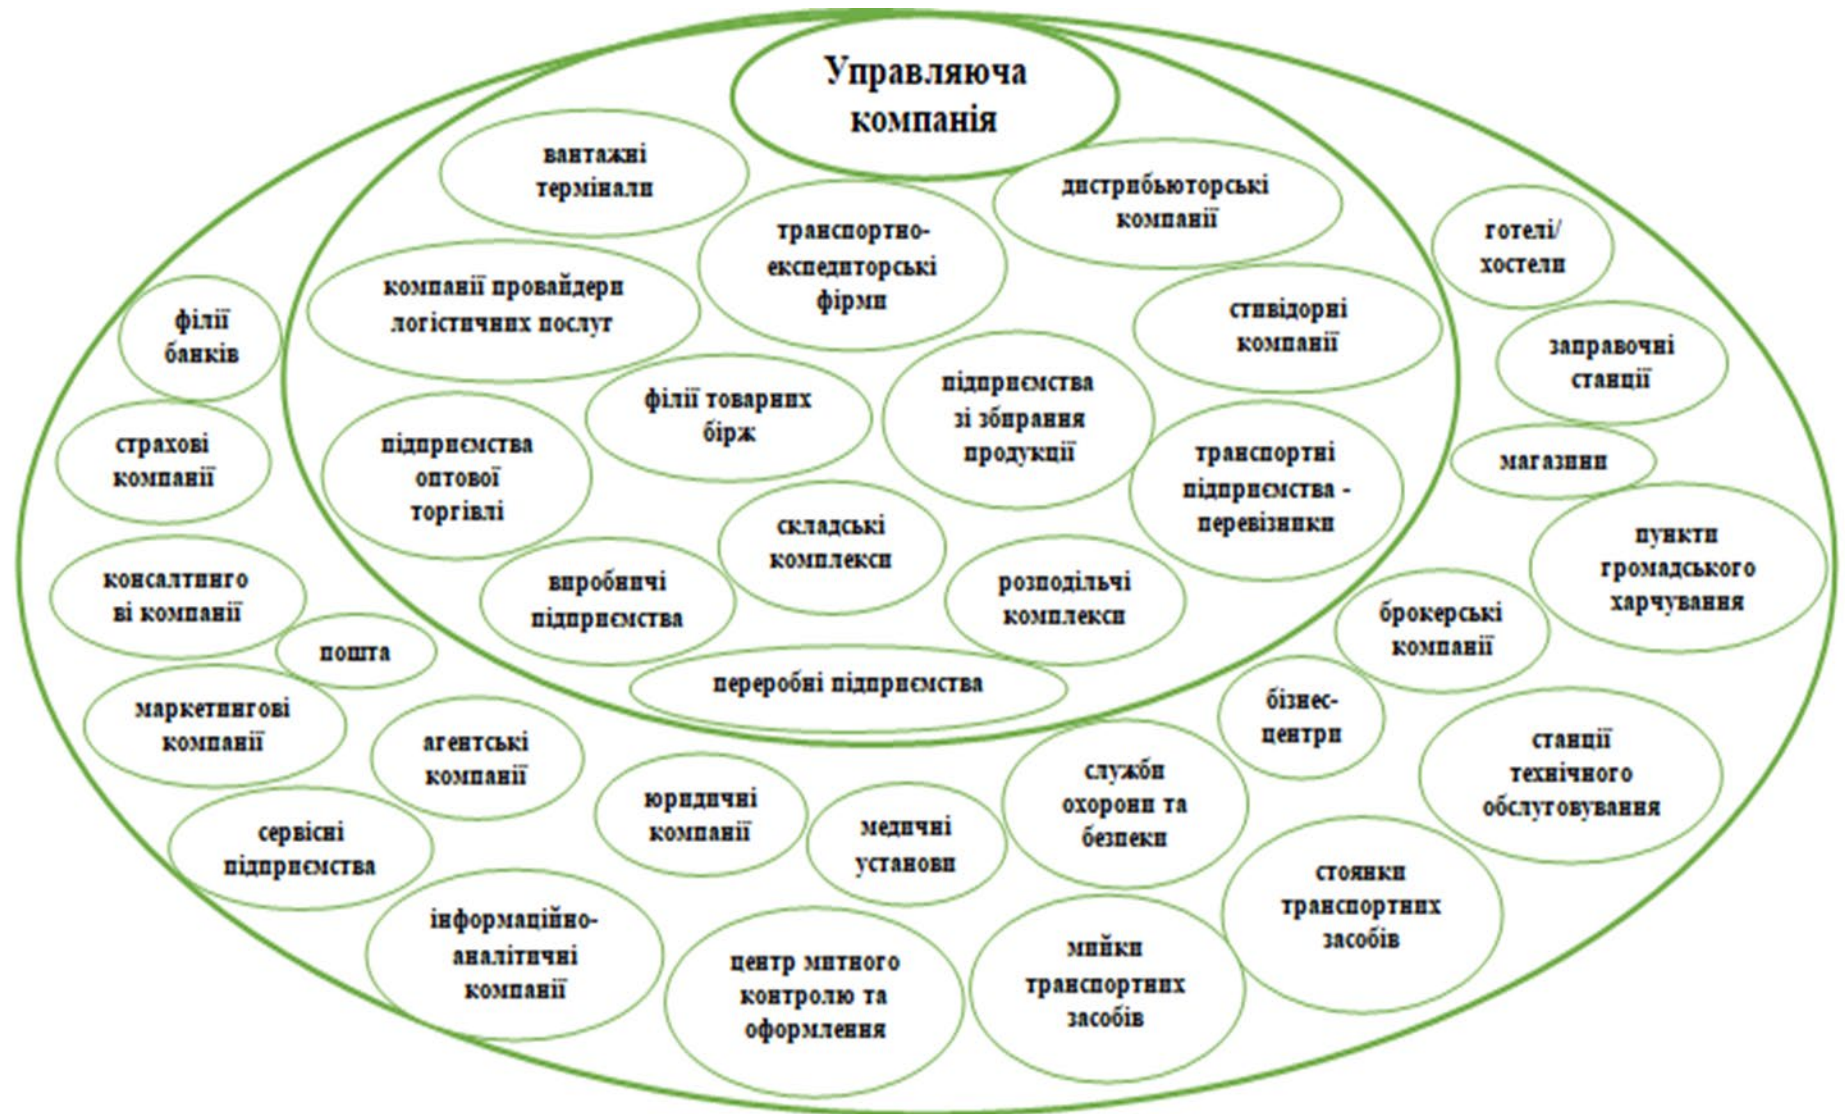 Управляюча
компанія
вантажні
термінали
дистрибьюторські
компанії
транспортно-
експедиторські
фірми
готелі/
хостели
компанії провайдери
логістичних послуг
стивідорні
компанії
філії
банків
заправочні
станції
філії товарних
бірж
підприємства
зі збирання
продукції
страхові
компанії
підприємства
оптової
торгівлі
транспортні
підприємства -
перевізники
магазини
складські
комплекси
пункти
громадського
харчування
консалтинго
ві компанії
виробничі
підприємства
розподільчі
комплекси
брокерські
компанії
пошта
переробні підприємства
маркетингові
компанії
агентські
компанії
бізнес-
центри
станції
технічного
обслуговування
юридичні
компанії
медичні
установи
служби
охорони та
безпеки
сервісні
підприємства
стоянки
транспортних
засобів
інформаційно-
аналітичні
компанії
центр митного
контролю та
оформлення
мийки
транспортних
засобів